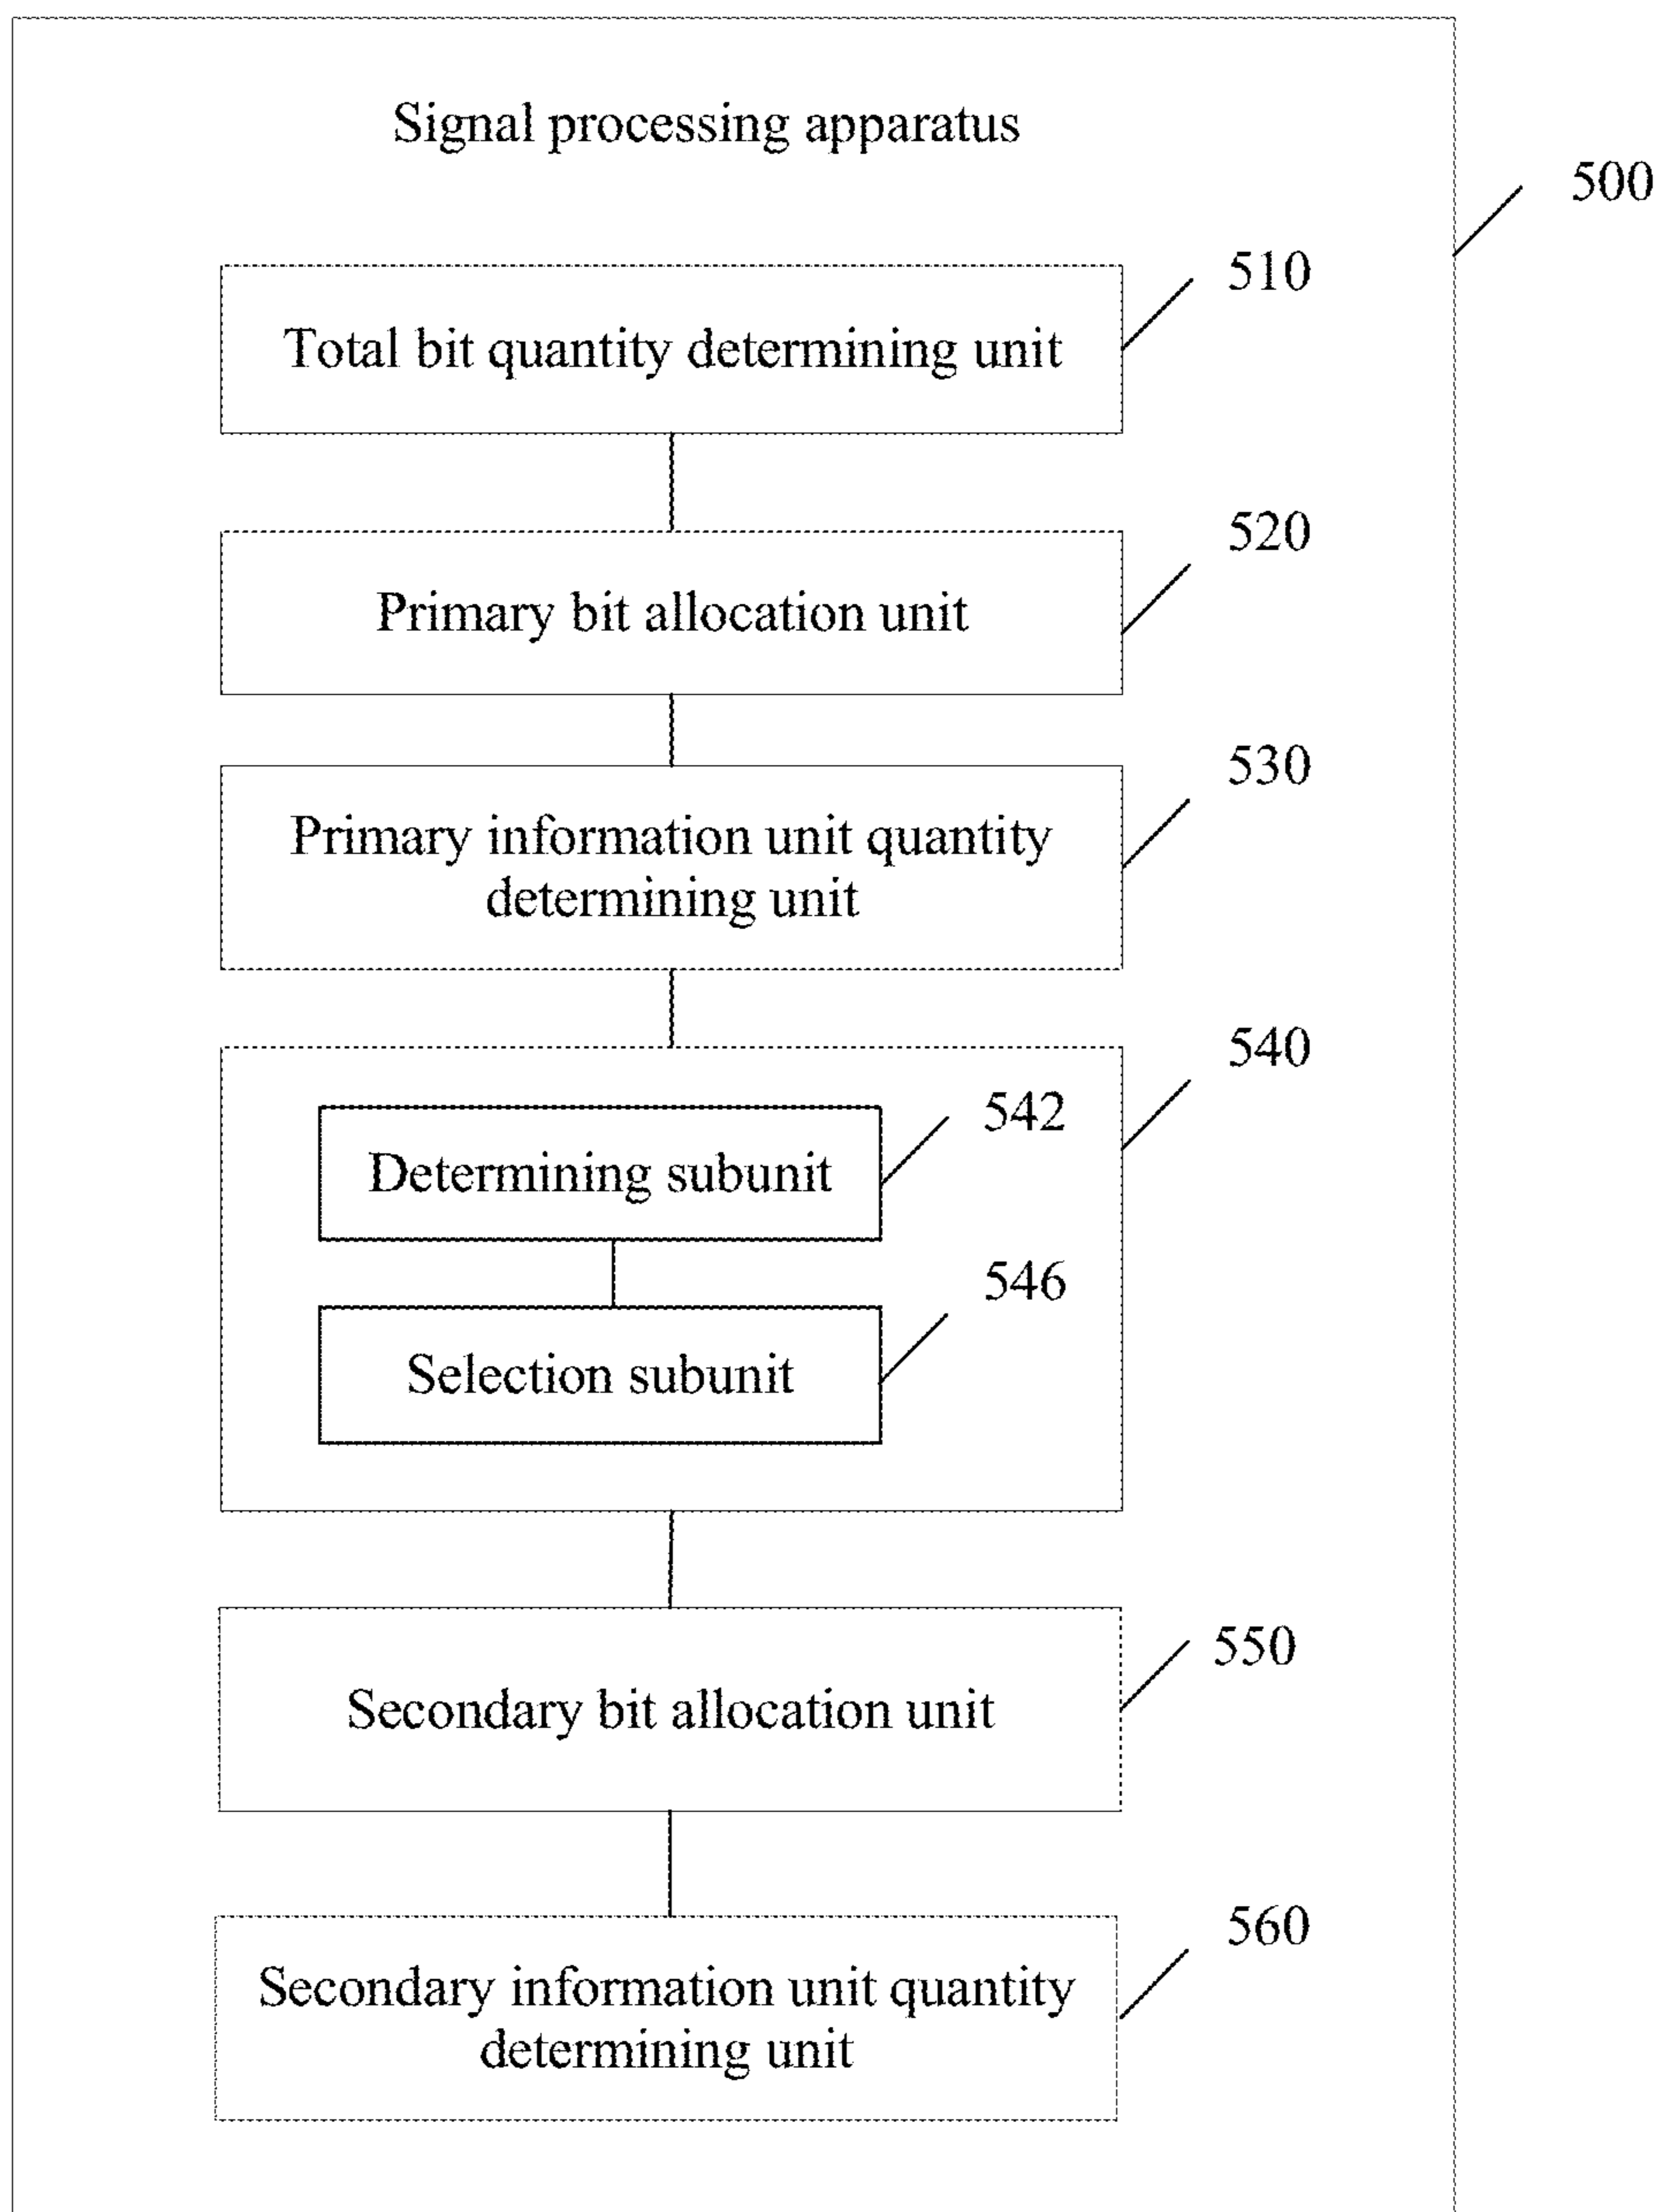 Signal processing apparatus
500
510
Total bit quantity determining unit
520
Primary bit allocation unit
530
Primary information unit quantity
determining unit
540
542
Determining subunit
546
Selection subunit
550
Secondary bit allocation unit
560
Secondary information unit quantity
determining unit